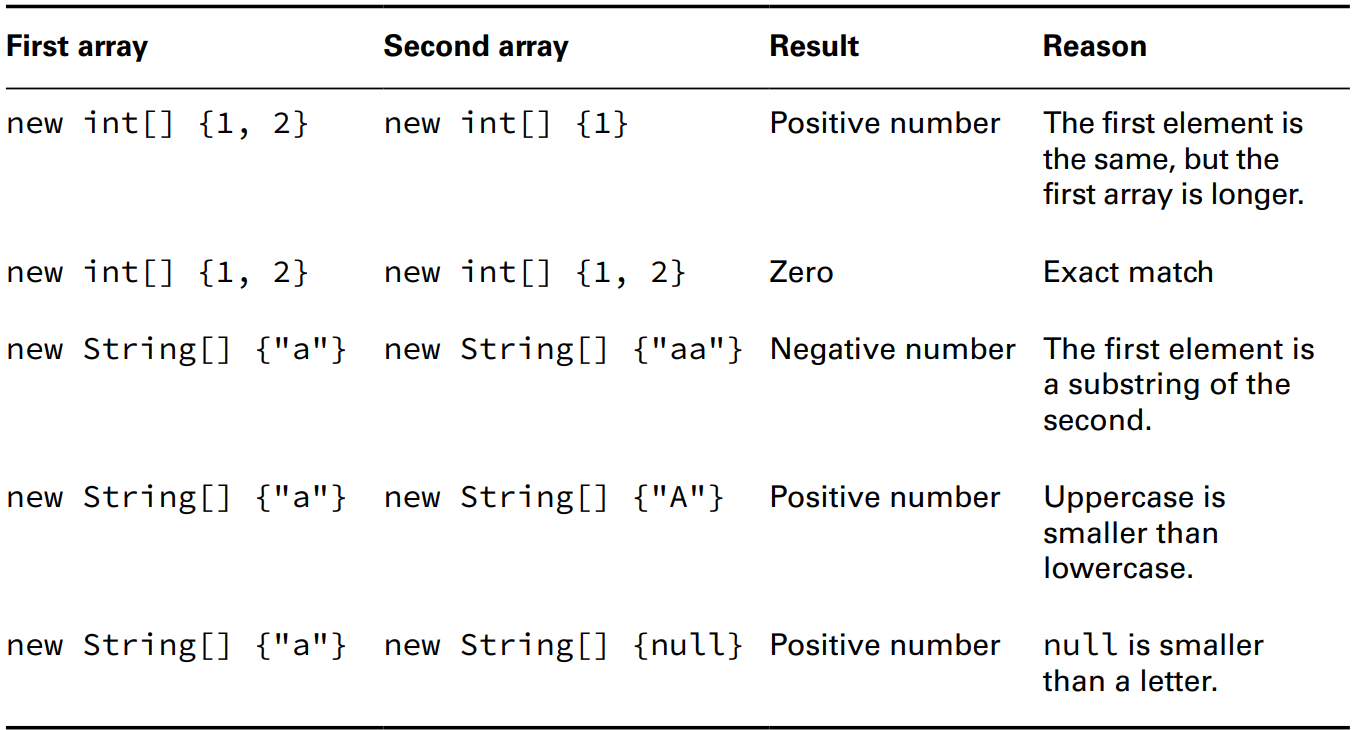 First array Second array Result Reason
new int[] {1, 2} new int[] {1} Positive number The first element is
the same, but the
first array is longer.
new int[] {1, 2} new int[] {1, 2} Zero Exact match
new String[] {"a"} new String[] {"aa"} Negative number The first element is
a substring of the
second.
new String[] {"a"} new String[] {"A"} Positive number Uppercase is
smaller than
lowercase.
new String[] {"a"} new String[] {null} Positive number null is smaller
than a letter.